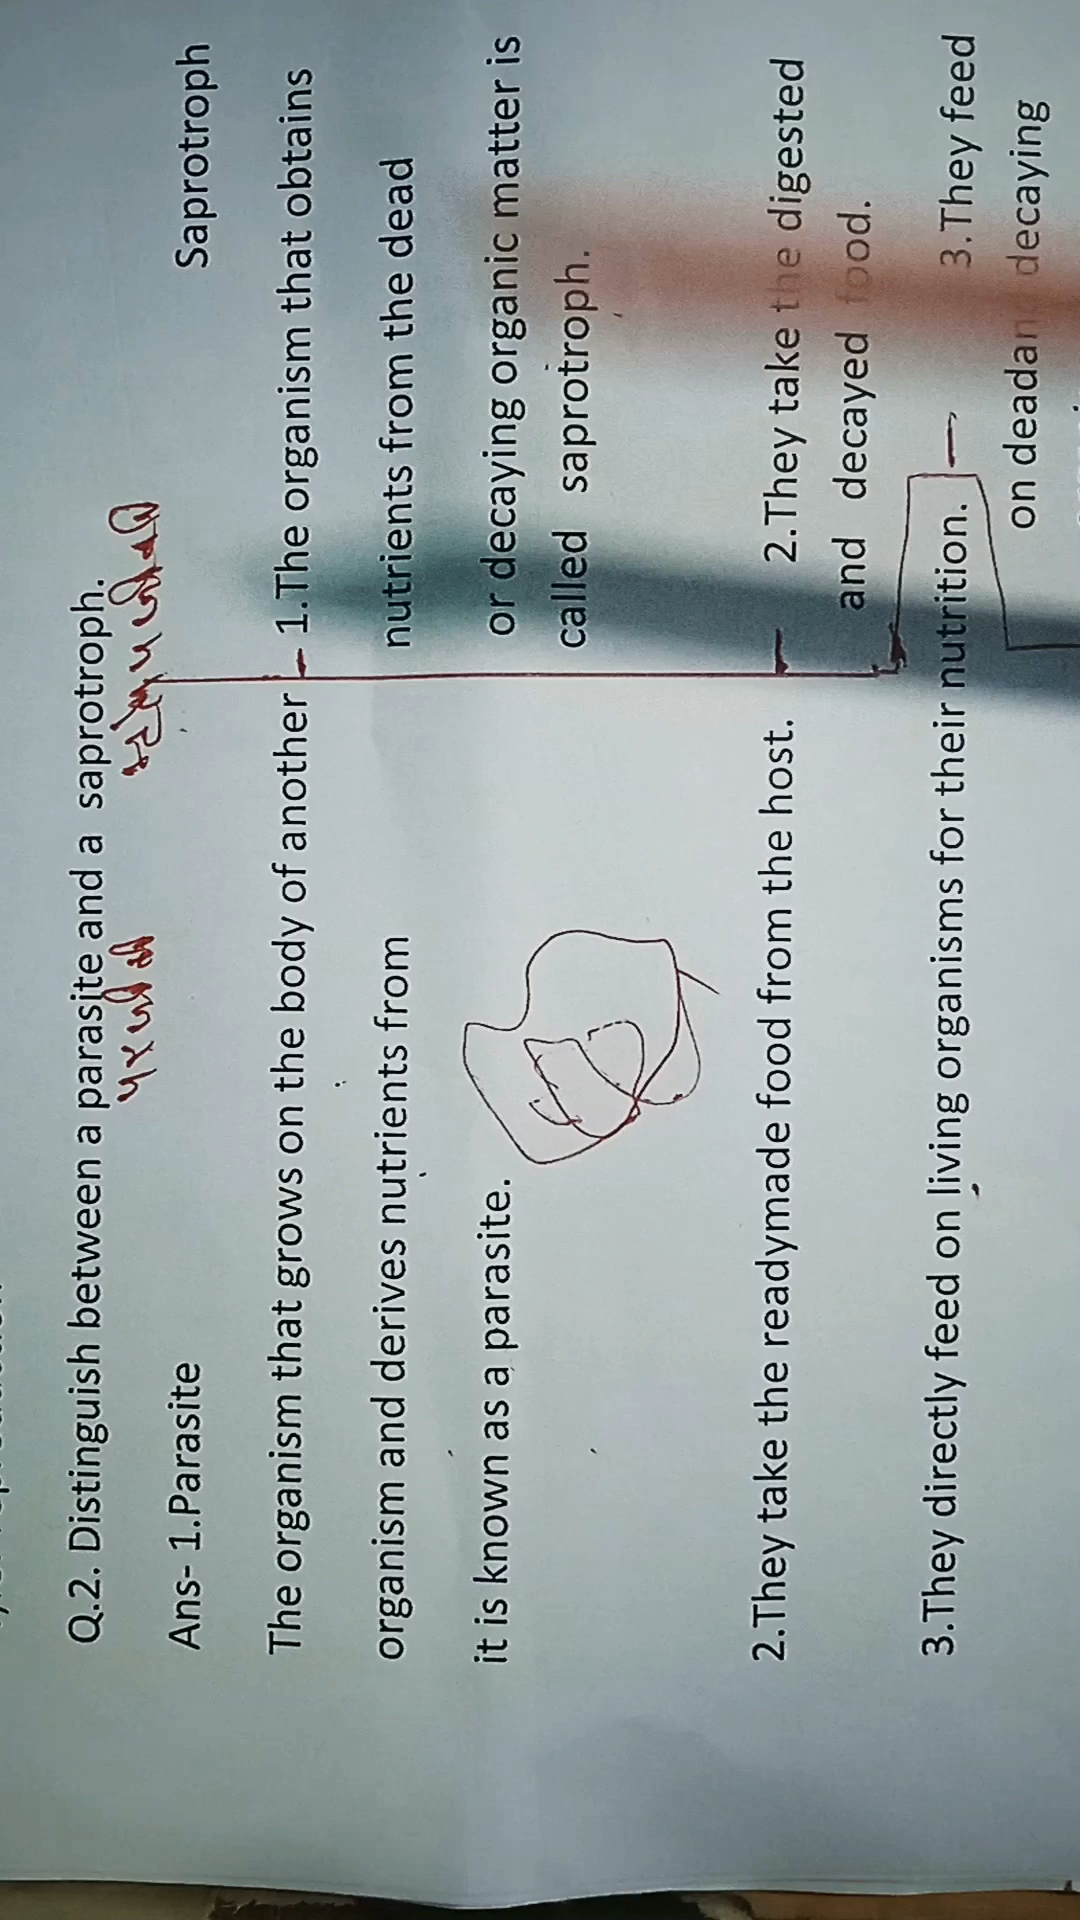 Q.2. Distinguish between a parasite and a saprotroph.
परपोषी मृतोपजीवी
Ans- 1.Parasite Saprotroph
The organism that grows on the body of another 1.The organism that obtains
organism and derives nutrients from nutrients from the dead
it is known as a parasite. or decaying organic matter is
called saprotroph.
2.They take the readymade food from the host. 2.They take the digested
and decayed food.
3.They directly feed on living organisms for their nutrition. 3.They feed
on deadan decaying